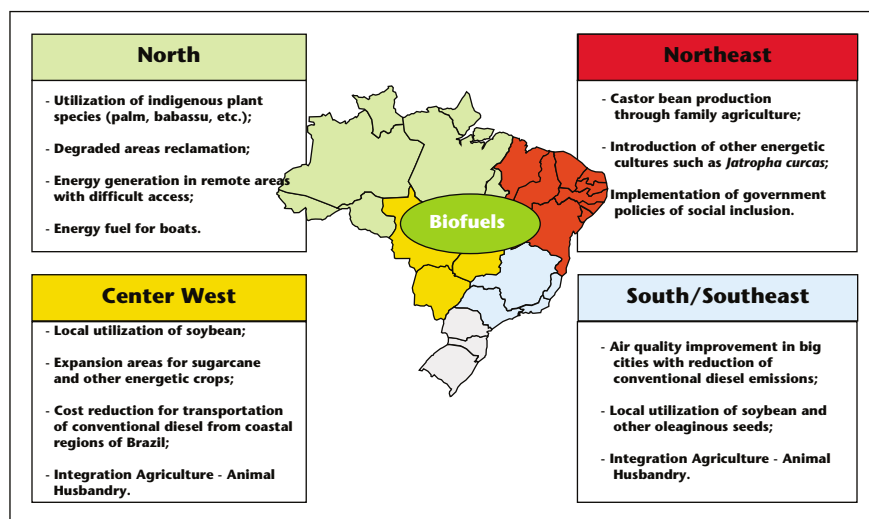 North
- Utilization of indigenous plant
species (palm, babassu, etc.);
- Degraded areas reclamation;
- Energy generation in remote areas
with difficult access;
- Energy fuel for boats.
Northeast
- Castor bean production
through family agriculture;
- Introduction of other energetic
cultures such as Jatropha curcas;
- Implementation of government
policies of social inclusion.
Biofuels
Center West
- Local utilization of soybean;
- Expansion areas for sugarcane
and other energetic crops;
- Cost reduction for transportation
of conventional diesel from coastal
regions of Brazil;
- Integration Agriculture - Animal
Husbandry.
South/Southeast
- Air quality improvement in big
cities with reduction of
conventional diesel emissions;
- Local utilization of soybean and
other oleaginous seeds;
- Integration Agriculture - Animal
Husbandry.